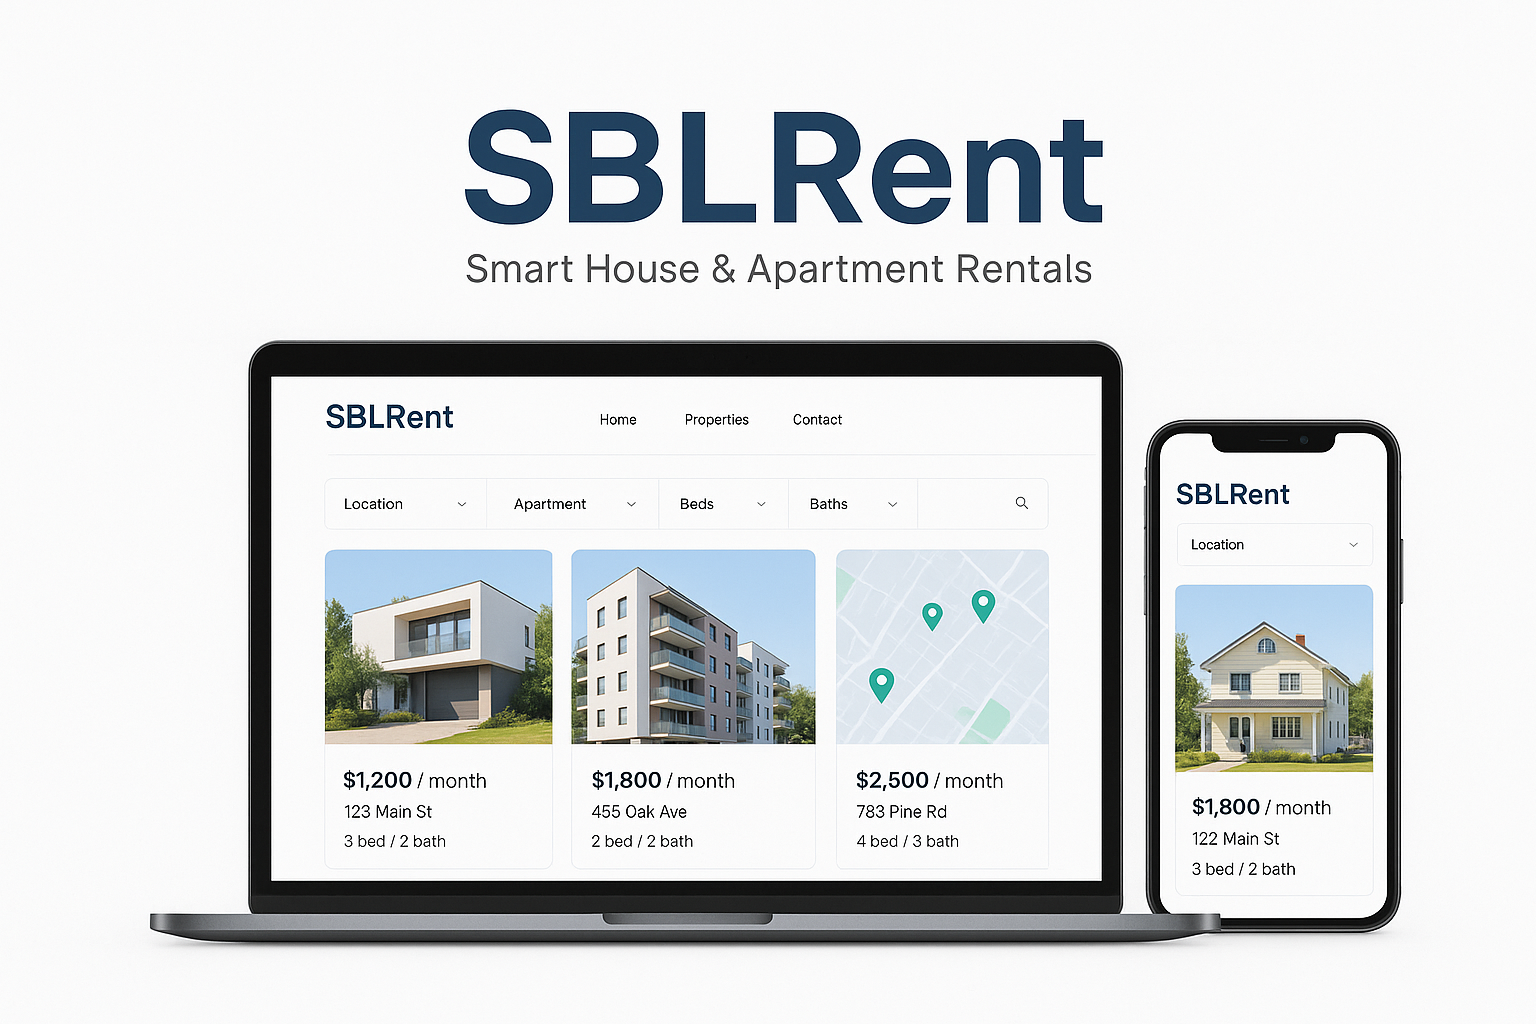 SBLRent
Smart House & Apartment Rentals
SBLRent
Home Properties Contact
Location Apartment Beds Baths
$1,200 / month
123 Main St
3 bed / 2 bath
$1,800 / month
455 Oak Ave
2 bed / 2 bath
$2,500 / month
783 Pine Rd
4 bed / 3 bath
SBLRent
Location
$1,800 / month
122 Main St
3 bed / 2 bath